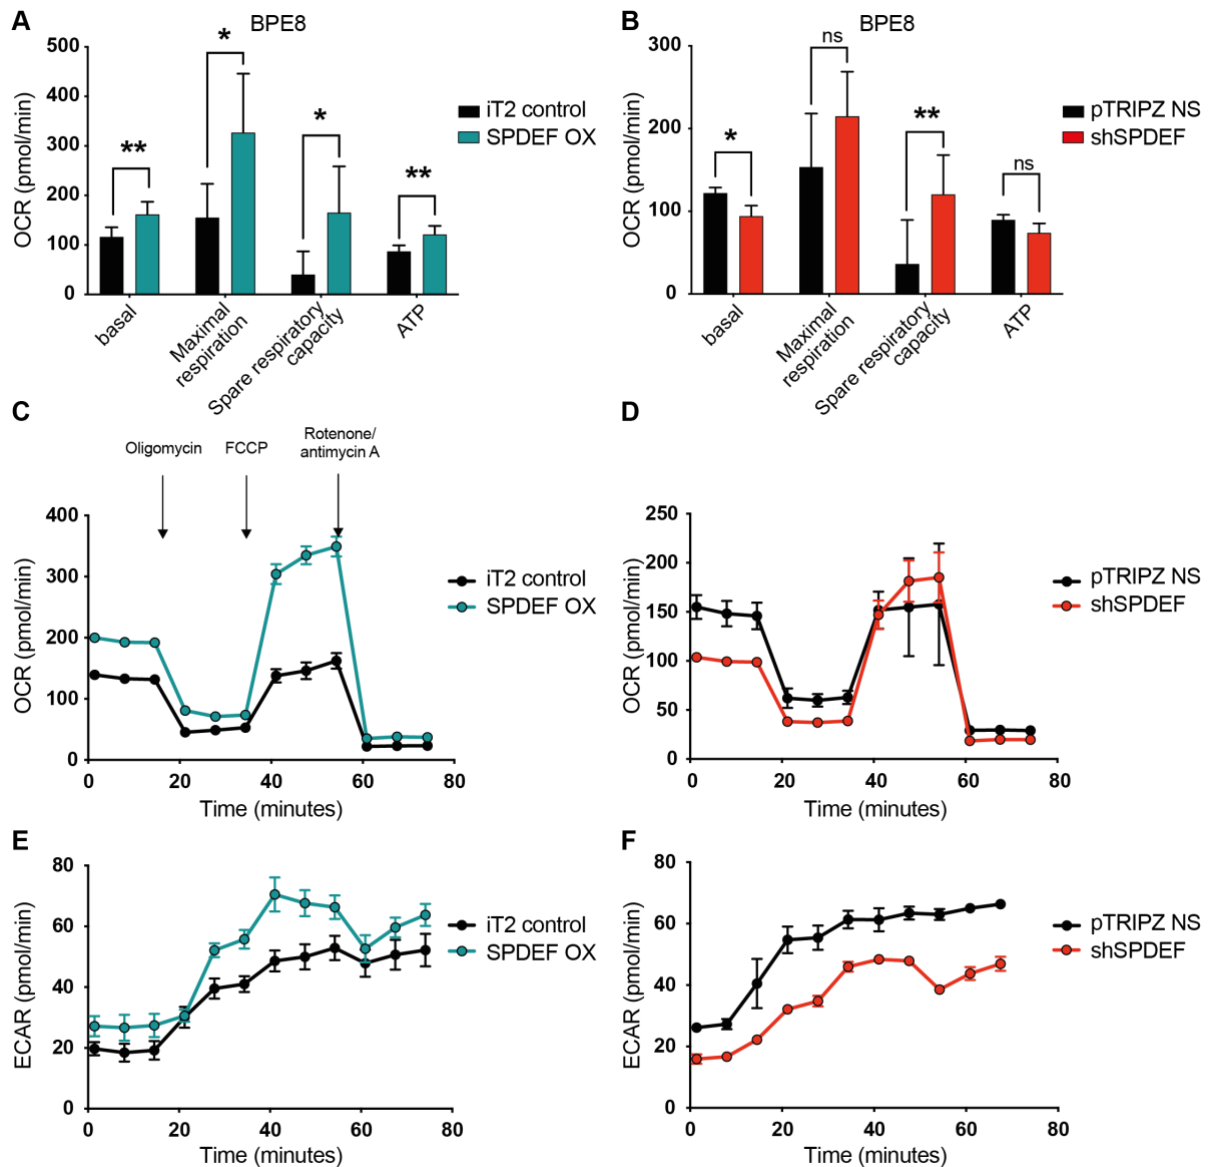 A
BPE8
OCR (pmol/min)
500
400
300
200
100
0
**
*
*
**
iT2 control
SPDEF OX
basal
Maximal
respiration
Spare respiratory
capacity
ATP
B
BPE8
OCR (pmol/min)
300
200
100
0
*
ns
**
ns
pTRIPZ NS
shSPDEF
basal
Maximal
respiration
Spare respiratory
capacity
ATP
C
Oligomycin
FCCP
Rotenone/
antimycin A
OCR (pmol/min)
400
300
200
100
0
iT2 control
SPDEF OX
0 20 40 60 80
Time (minutes)
D
OCR (pmol/min)
250
200
150
100
50
0
pTRIPZ NS
shSPDEF
0 20 40 60 80
Time (minutes)
E
ECAR (pmol/min)
80
60
40
20
0
iT2 control
SPDEF OX
0 20 40 60 80
Time (minutes)
F
ECAR (pmol/min)
80
60
40
20
0
pTRIPZ NS
shSPDEF
0 20 40 60 80
Time (minutes)